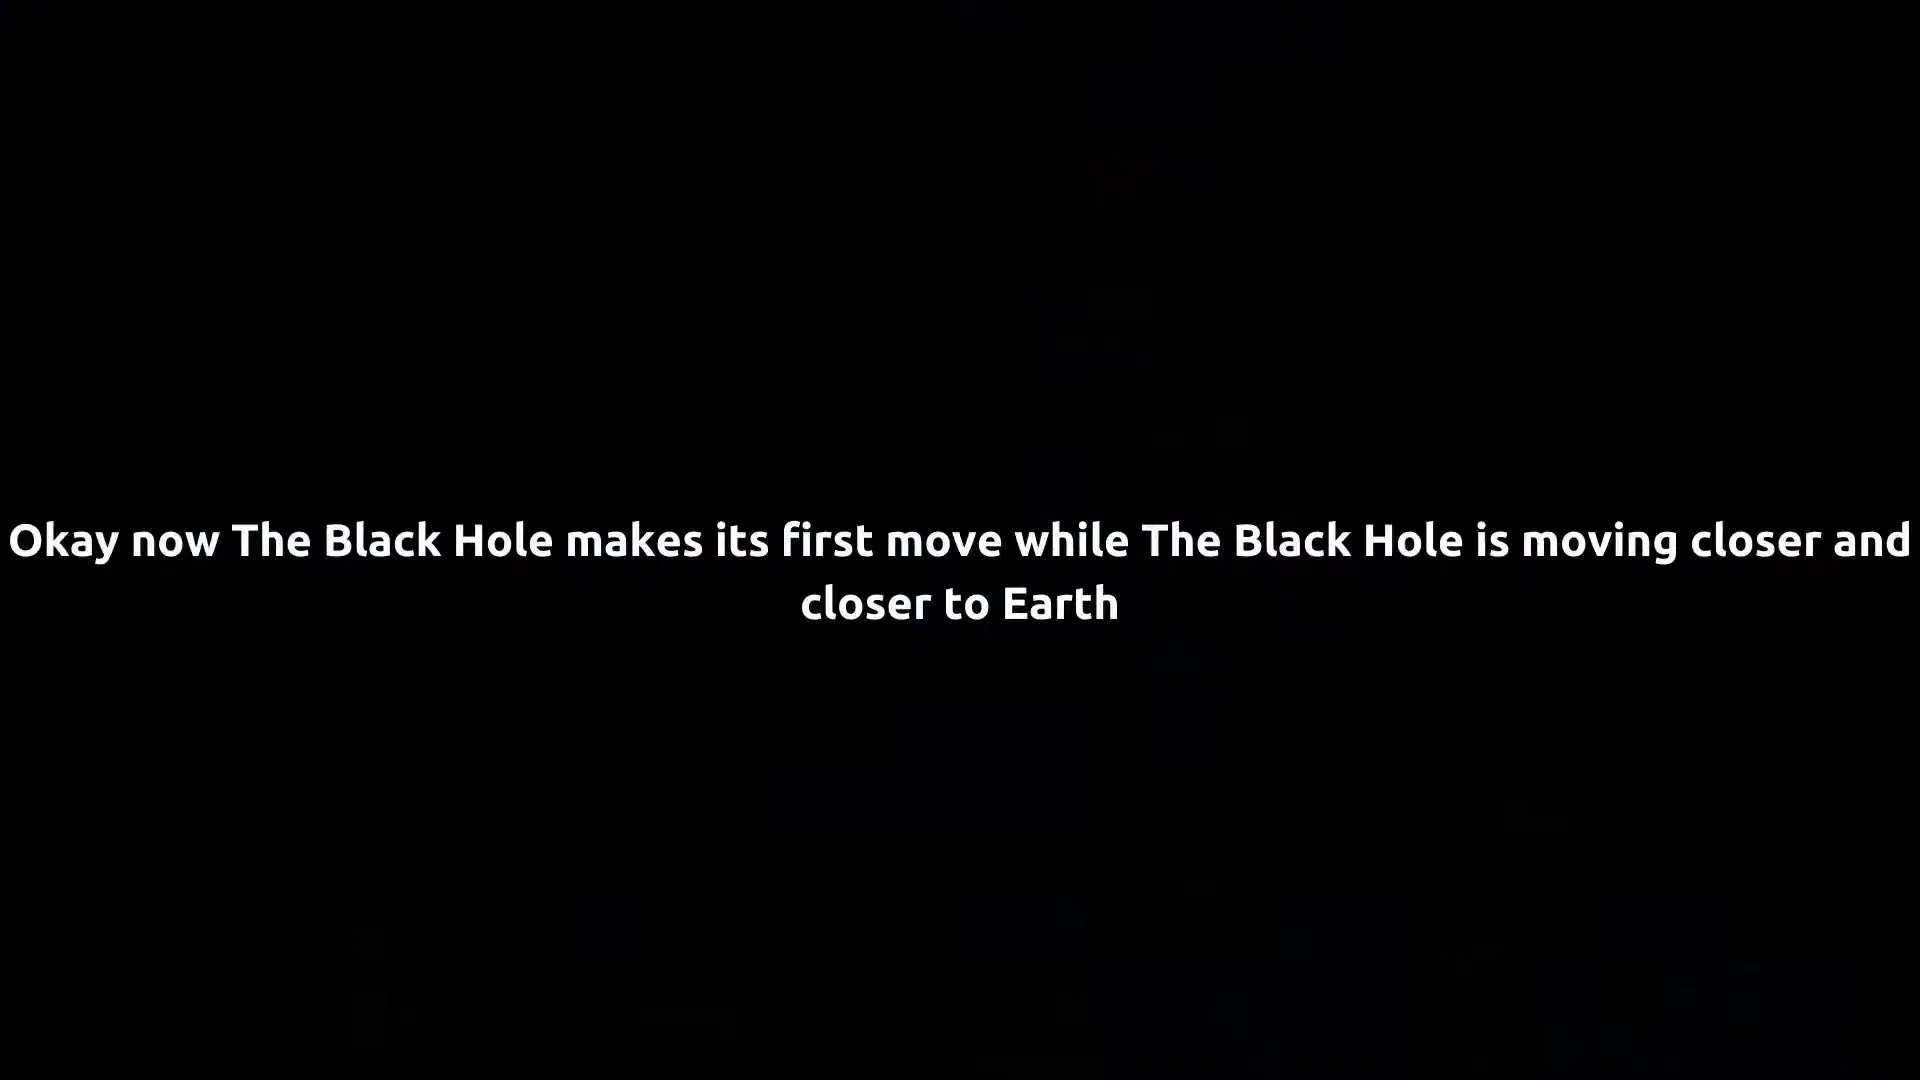 Okay now The Black Hole makes its first move while The Black Hole is moving closer and
closer to Earth